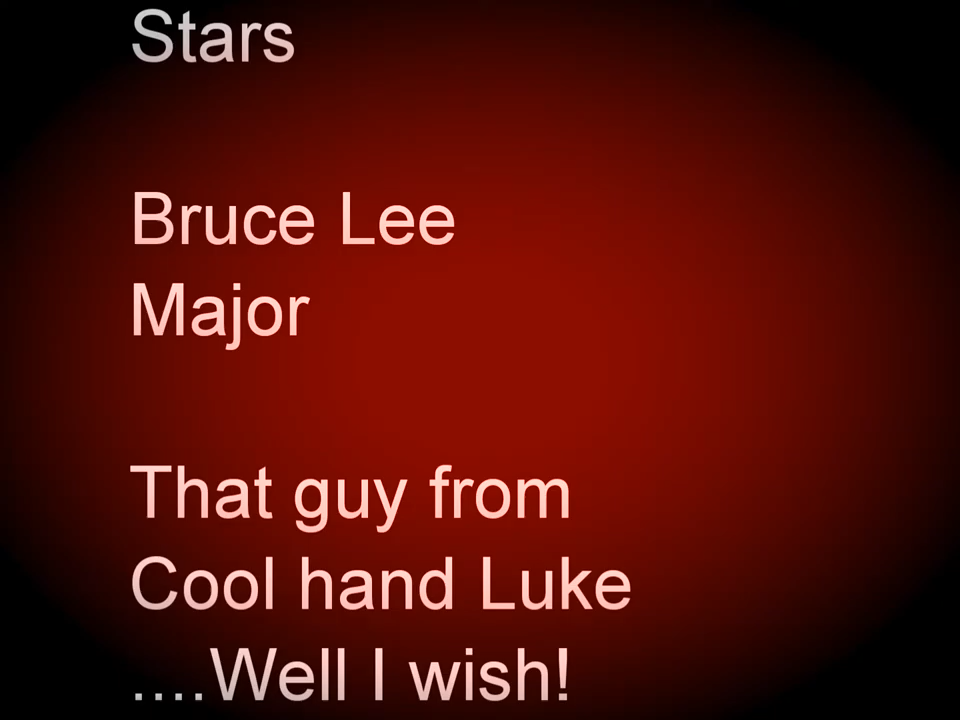 Stars
Bruce Lee
Major
That guy from
Cool hand Luke
....Well I wish!